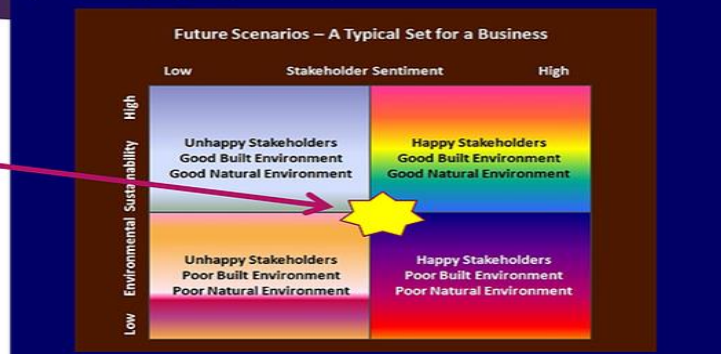 Future Scenarios – A Typical Set for a Business
Low Stakeholder Sentiment High
High
Environmental Sustainability
Low
Unhappy Stakeholders
Good Built Environment
Good Natural Environment
Happy Stakeholders
Good Built Environment
Good Natural Environment
Unhappy Stakeholders
Poor Built Environment
Poor Natural Environment
Happy Stakeholders
Poor Built Environment
Poor Natural Environment